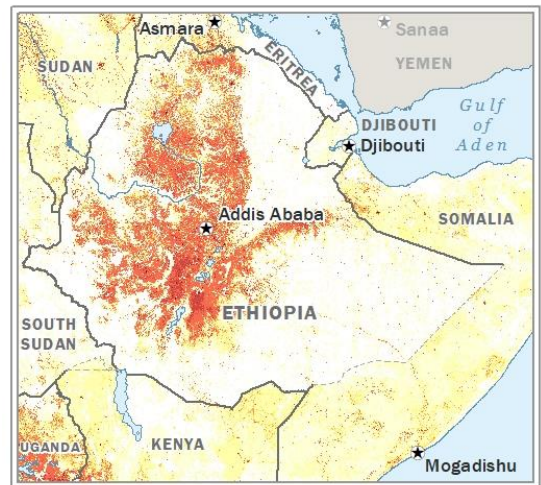 Asmara
Sanaa
SUDAN
ERITREA
YEMEN
Gulf
of
Aden
DJIBOUTI
Djibouti
Addis Ababa
SOMALIA
ETHIOPIA
SOUTH
SUDAN
UGANDA
KENYA
Mogadishu